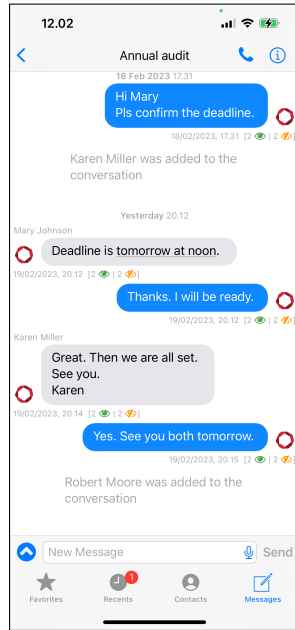 12.02
Annual audit
18 Feb 2023 17.31
Hi Mary
Pls confirm the deadline.
18/02/2023, 17.31 [2 | 2 ]
Karen Miller was added to the
conversation
Yesterday 20.12
Mary Johnson
Deadline is tomorrow at noon.
19/02/2023, 20.12 [2 | 2 ]
Thanks. I will be ready.
19/02/2023, 20.12 [2 | 2 ]
Karen Miller
Great. Then we are all set.
See you.
Karen
19/02/2023, 20.14 [2 | 2 ]
Yes. See you both tomorrow.
19/02/2023, 20.15 [2 | 2 ]
Robert Moore was added to the
conversation
New Message
Send
1
Favorites
Recents
Contacts
Messages